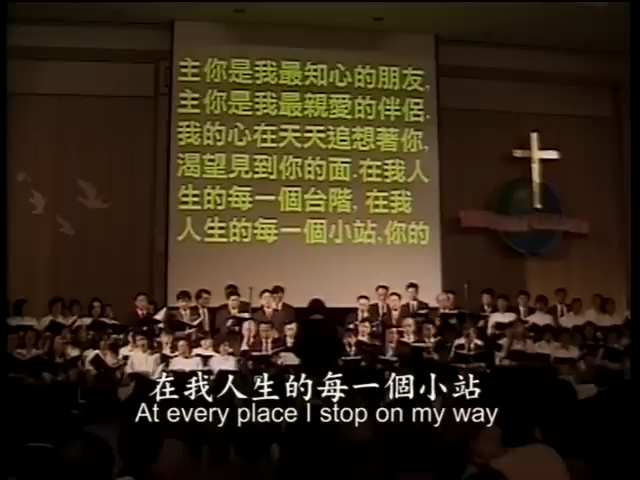 主你是我最知心的朋友,
主你是我最親愛的伴侶.
我的心在天天追想著你,
渴望見到你的面.在我人
生的每一個台階, 在我
人生的每一個小站.你的
在我人生的每一個小站
At every place I stop on my way